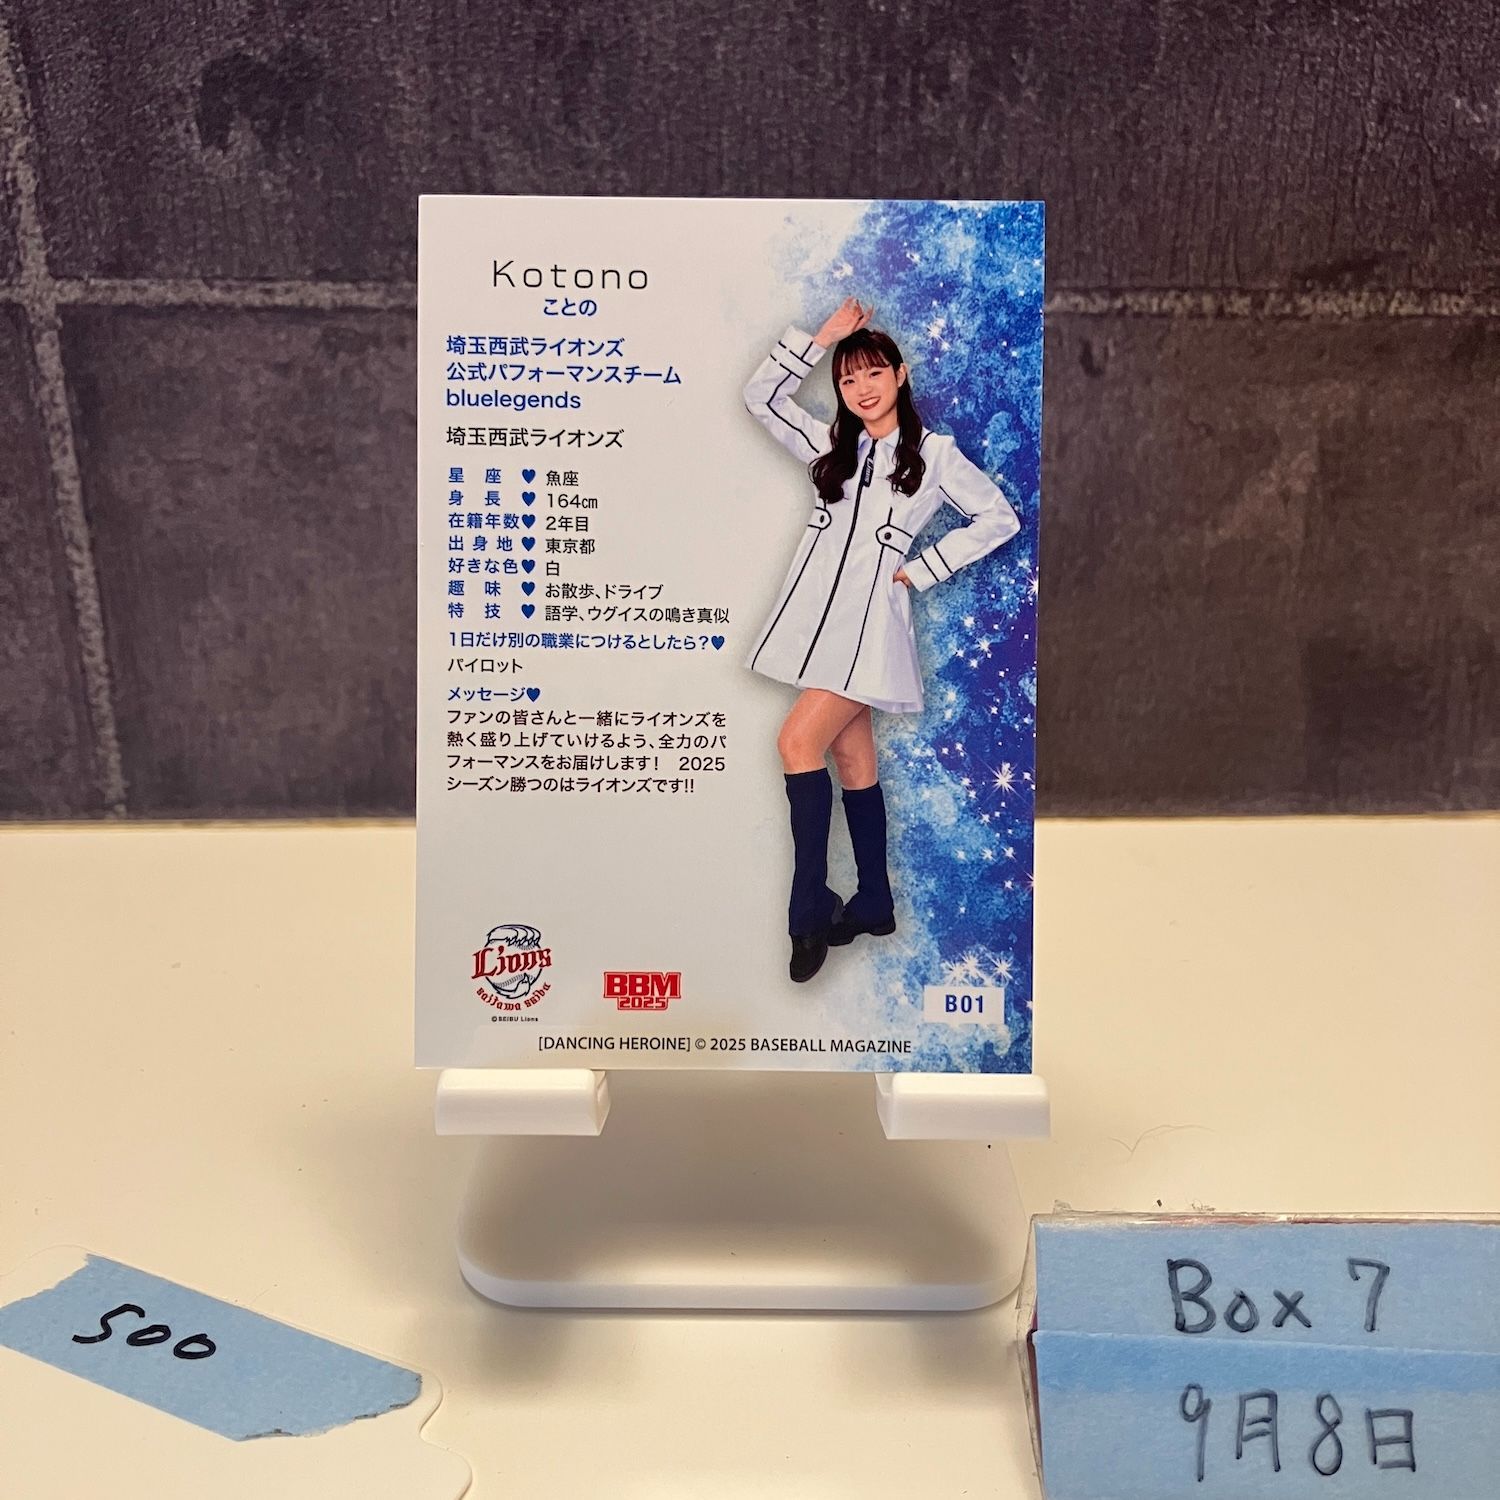 Kotono
ことの
埼玉西武ライオンズ
公式パフォーマンスチーム
bluelegends
埼玉西武ライオンズ
星座♥ 魚座
身長♥ 164㎝
在籍年数♥ 2年目
出身地♥ 東京都
好きな色♥ 白
趣味♥ お散歩、ドライブ
特技♥ 語学、ウグイスの鳴き真似
1日だけ別の職業につけるとしたら?♥
パイロット
メッセージ♥
ファンの皆さんと一緒にライオンズを
熱く盛り上げていけるよう、全力のパ
フォーマンスをお届けします! 2025
シーズン勝つのはライオンズです!!
Lions
Lions
saitama seibu
©SEIBU Lions
BBM
2025
B01
[DANCING HEROINE] © 2025 BASEBALL MAGAZINE
500
Box 7
9月8日